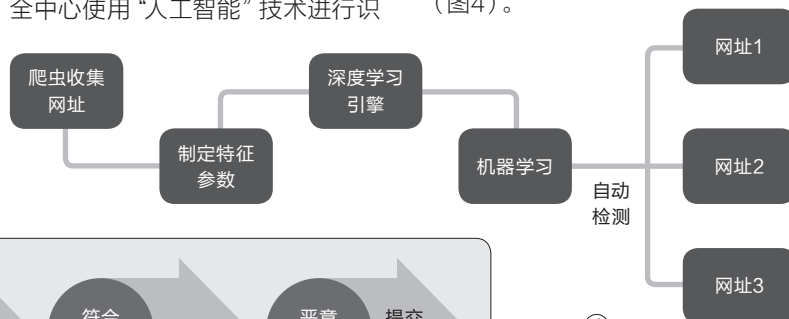 全中心使用“人工智能”技术进行识
（图4）。
爬虫收集
网址
制定特征
参数
深度学习
引擎
机器学习
自动
检测
网址1
网址2
网址3
符合
恶意
提交